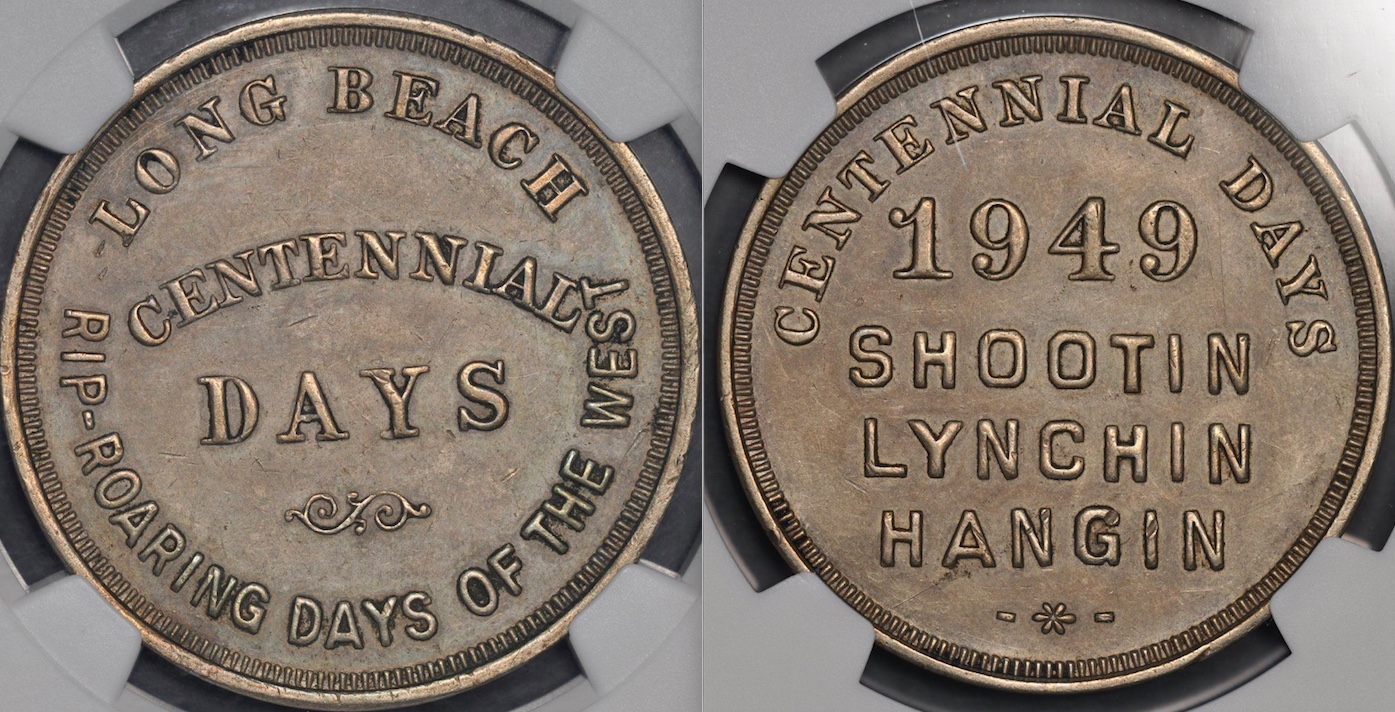 LONG BEACH
CENTENNIAL
DAYS
RIP-ROARING DAYS OF THE WEST
CENTENNIAL DAYS
1949
SHOOTIN
LYNCHIN
HANGIN